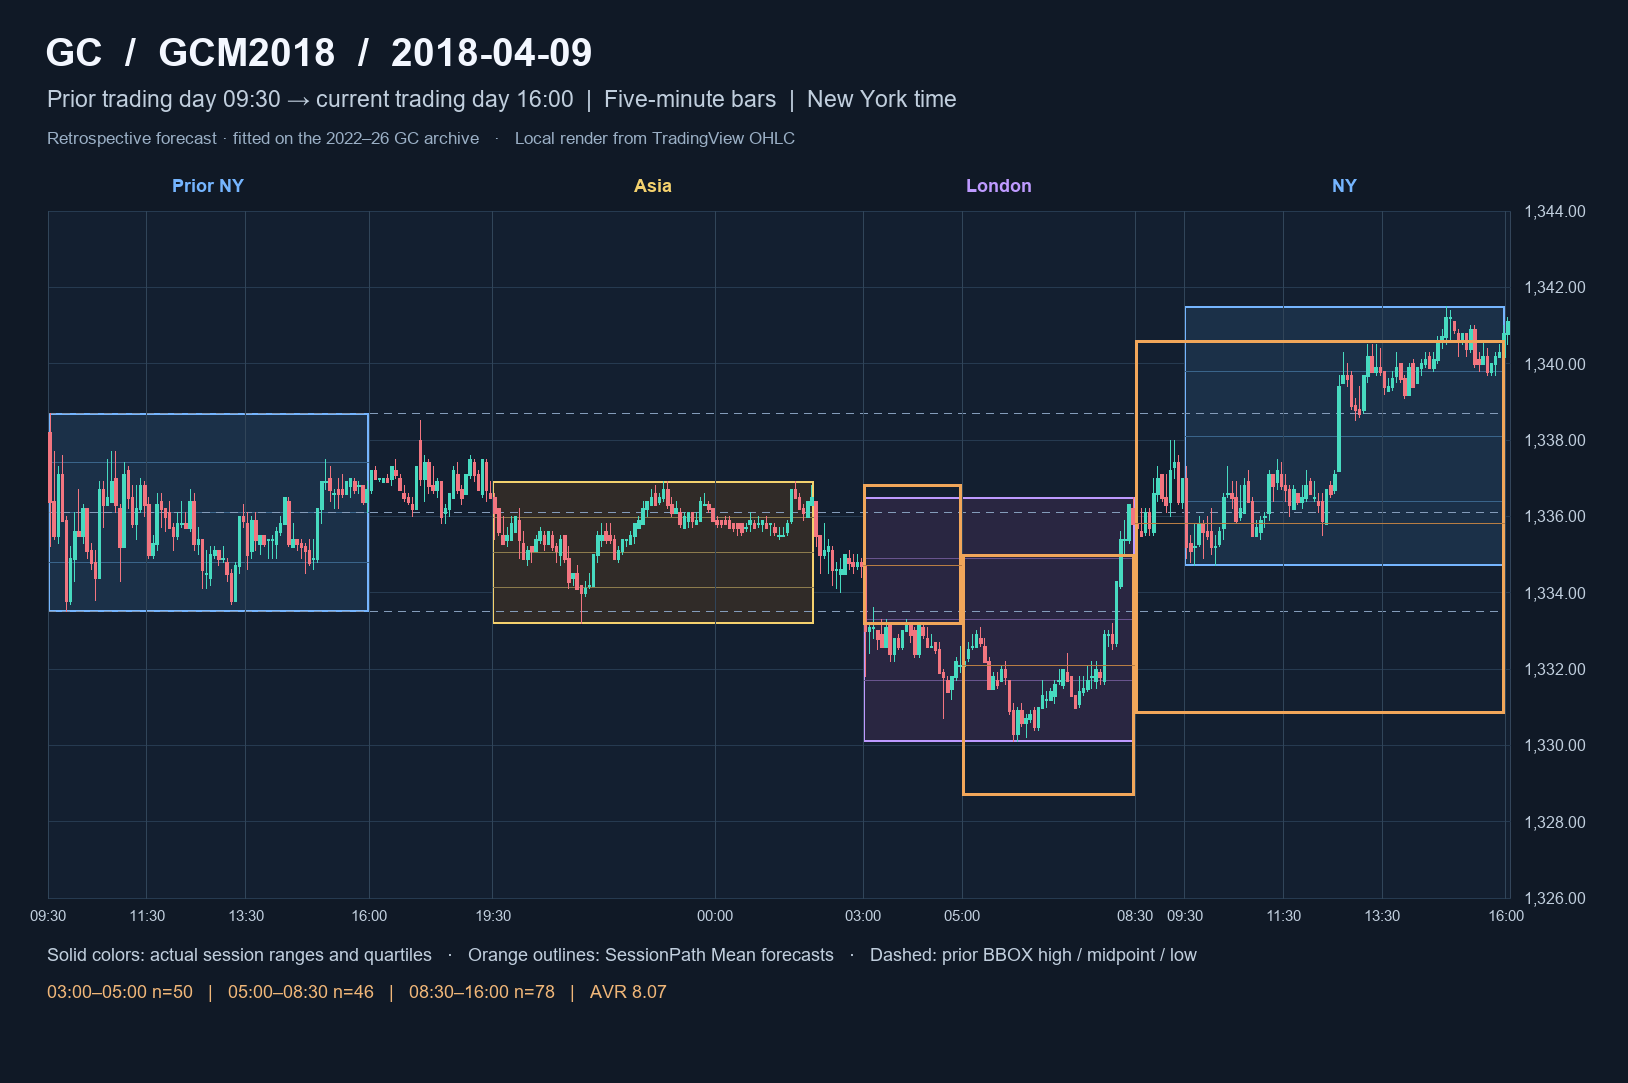 GC / GCM2018 / 2018-04-09
Prior trading day 09:30 → current trading day 16:00 | Five-minute bars | New York time
Retrospective forecast · fitted on the 2022–26 GC archive · Local render from TradingView OHLC
Prior NY Asia London NY
1,344.00
1,342.00
1,340.00
1,338.00
1,336.00
1,334.00
1,332.00
1,330.00
1,328.00
1,326.00
09:30 11:30 13:30 16:00 19:30 00:00 03:00 05:00 08:30 09:30 11:30 13:30 16:00
Solid colors: actual session ranges and quartiles · Orange outlines: SessionPath Mean forecasts · Dashed: prior BBOX high / midpoint / low
03:00–05:00 n=50 | 05:00–08:30 n=46 | 08:30–16:00 n=78 | AVR 8.07